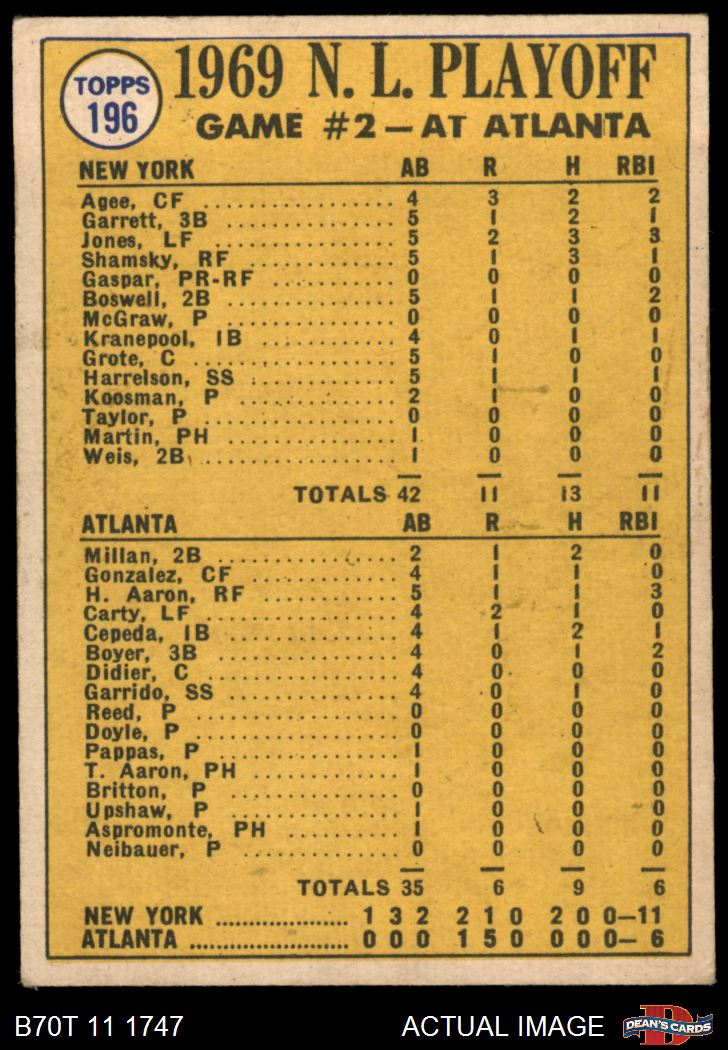 TOPPS
196
1969 N. L. PLAYOFF
GAME #2 — AT ATLANTA
NEW YORK AB R H RBI
Agee, CF .................... 4 3 2 2
Garrett, 3B .................... 5 1 2 1
Jones, LF .................... 5 2 3 3
Shamsky, RF .................... 5 1 3 1
Gaspar, PR-RF .................... 0 0 0 0
Boswell, 2B .................... 5 1 1 2
McGraw, P .................... 0 0 0 0
Kranepool, 1B .................... 4 0 1 0
Grote, C .................... 5 1 1 0
Harrelson, SS .................... 5 1 1 1
Koosman, P .................... 2 1 0 0
Taylor, P .................... 0 0 0 0
Martin, PH .................... 1 0 0 0
Weis, 2B .................... 1 0 0 0
TOTALS 42 11 13 11
ATLANTA AB R H RBI
Millan, 2B .................... 2 1 2 0
Gonzalez, CF .................... 4 1 1 0
H. Aaron, RF .................... 5 1 1 3
Carty, LF .................... 4 2 1 0
Cepeda, 1B .................... 4 1 2 1
Boyer, 3B .................... 4 0 1 2
Didier, C .................... 4 0 0 0
Garrido, SS .................... 4 0 1 0
Reed, P .................... 0 0 0 0
Doyle, P .................... 0 0 0 0
Pappas, P .................... 1 0 0 0
T. Aaron, PH .................... 1 0 0 0
Britton, P .................... 0 0 0 0
Upshaw, P .................... 1 0 0 0
Aspromonte, PH .................... 1 0 0 0
Neibauer, P .................... 0 0 0 0
TOTALS 35 6 9 6
NEW YORK .................... 1 3 2 2 1 0 2 0 0—11
ATLANTA .................... 0 0 0 1 5 0 0 0 0— 6
B70T 11 1747 ACTUAL IMAGE DEAN'S CARDS